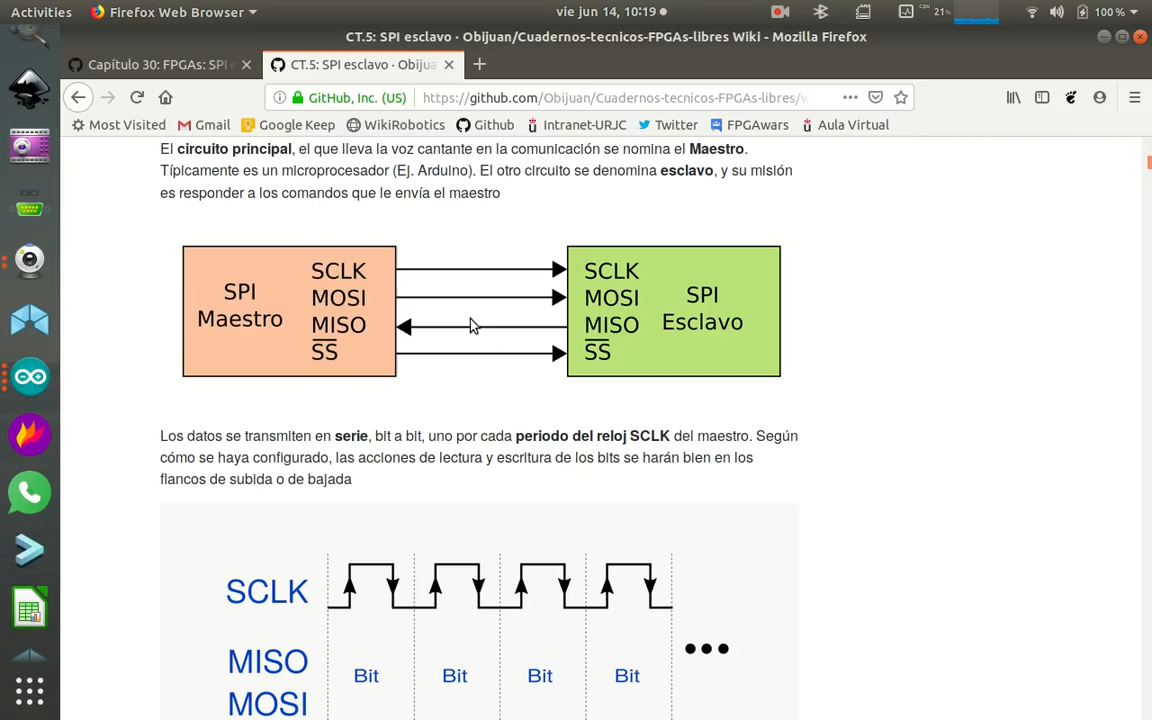 Activities
Firefox Web Browser
vie jun 14, 10:19
cpu
21%
100 %
CT.5: SPI esclavo · Obijuan/Cuadernos-tecnicos-FPGAs-libres Wiki - Mozilla Firefox
Capítulo 30: FPGAs: SPI
CT.5: SPI esclavo · Obijua
GitHub, Inc. (US)
https://github.com/Obijuan/Cuadernos-tecnicos-FPGAs-libres/
Most Visited
Gmail
Google Keep
WikiRobotics
Github
Intranet-URJC
Twitter
FPGAwars
Aula Virtual
El circuito principal, el que lleva la voz cantante en la comunicación se nomina el Maestro.
Típicamente es un microprocesador (Ej. Arduino). El otro circuito se denomina esclavo, y su misión
es responder a los comandos que le envía el maestro
SPI
Maestro
SCLK
MOSI
MISO
SS
SCLK
MOSI
MISO
SS
SPI
Esclavo
Los datos se transmiten en serie, bit a bit, uno por cada periodo del reloj SCLK del maestro. Según
cómo se haya configurado, las acciones de lectura y escritura de los bits se harán bien en los
flancos de subida o de bajada
SCLK
MISO
MOSI
Bit
Bit
Bit
Bit